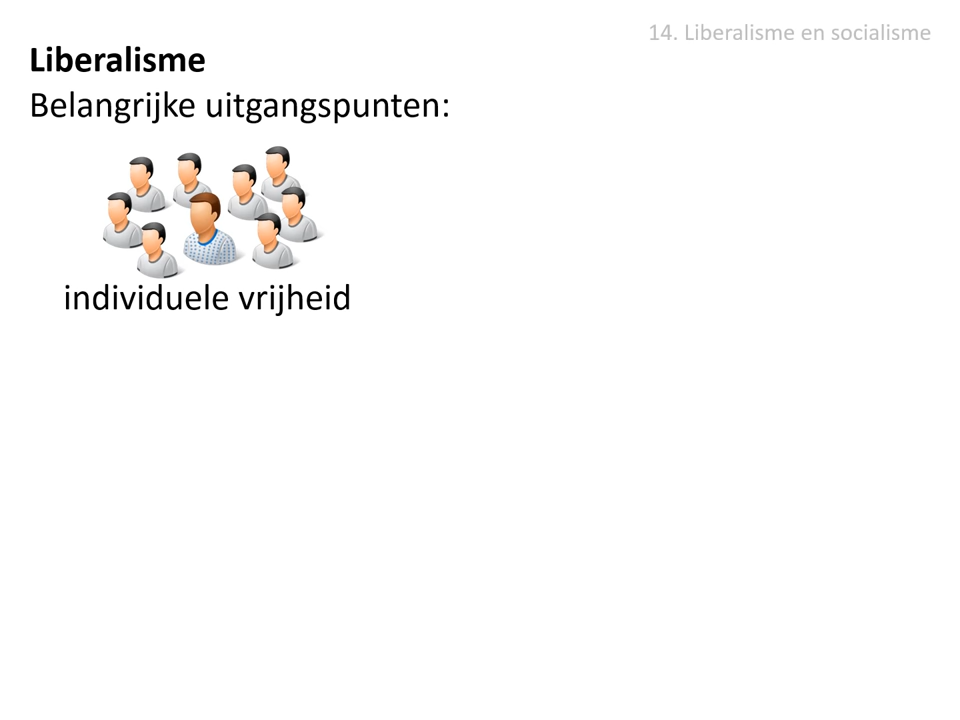 14. Liberalisme en socialisme
Liberalisme
Belangrijke uitgangspunten:
individuele vrijheid